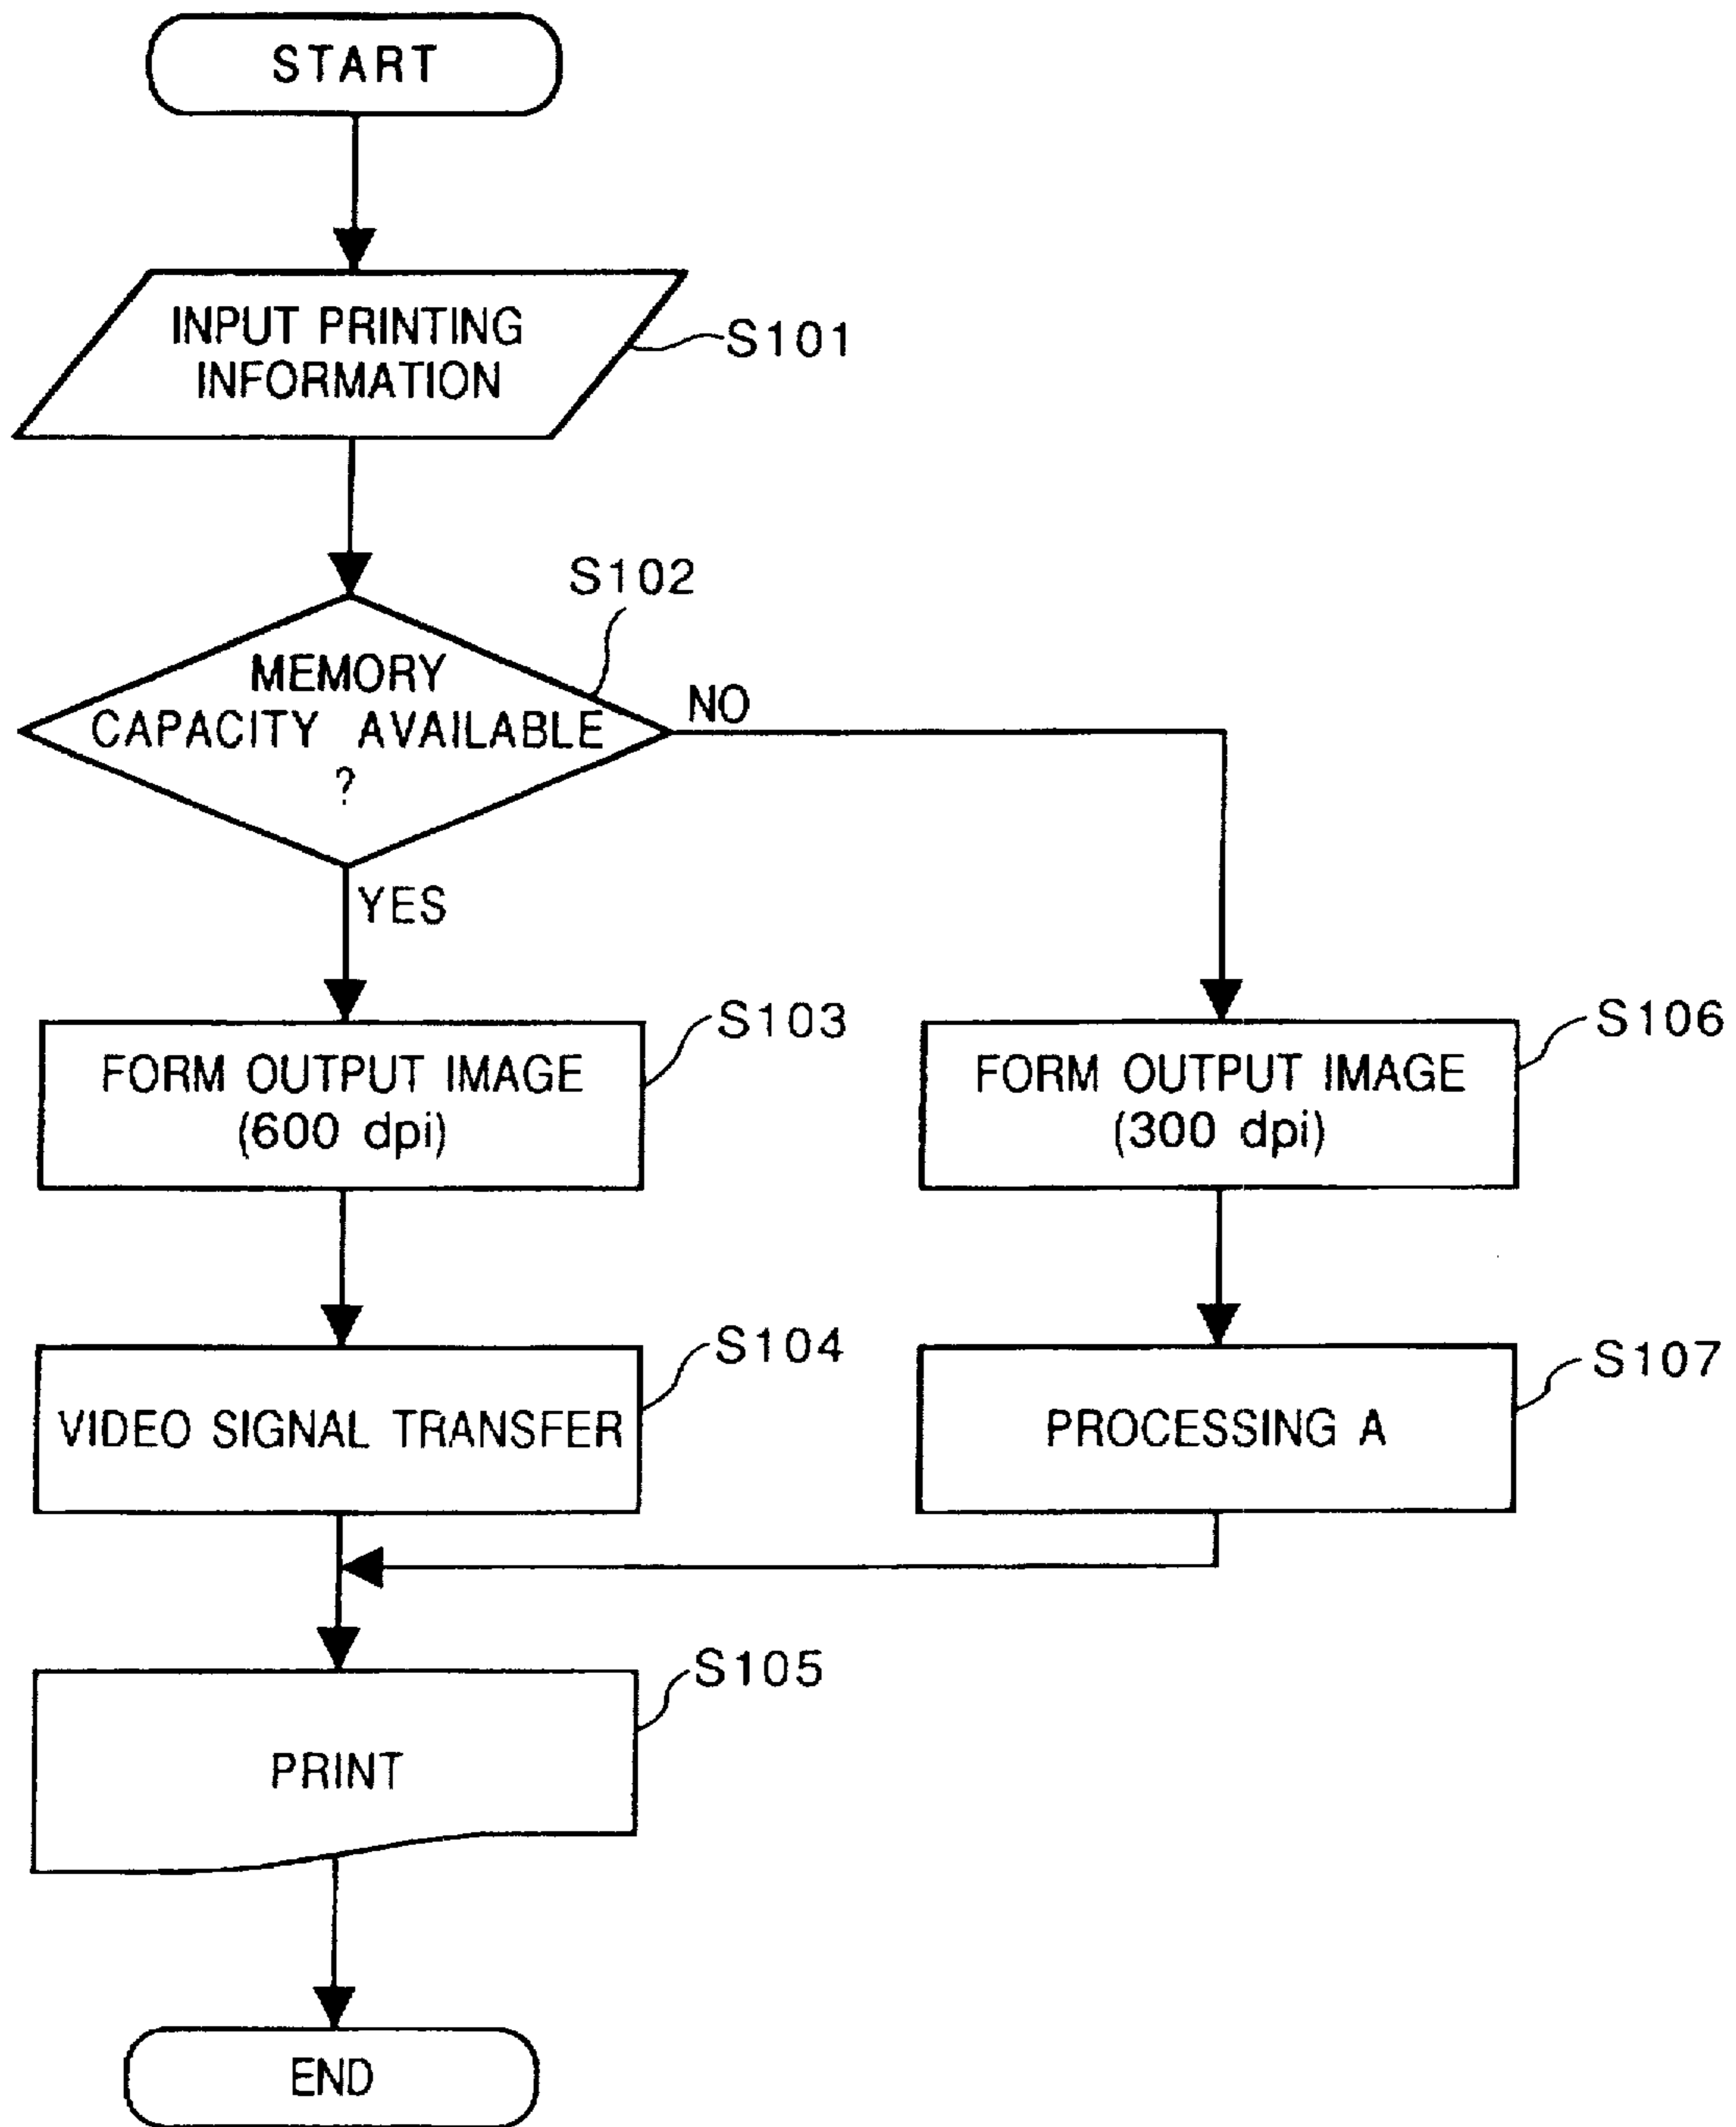 START
INPUT PRINTING
INFORMATION
S101
S102
MEMORY
CAPACITY AVAILABLE
?
NO
YES
S103
FORM OUTPUT IMAGE
(600 dpi)
S106
FORM OUTPUT IMAGE
(300 dpi)
S104
VIDEO SIGNAL TRANSFER
S107
PROCESSING A
S105
PRINT
END